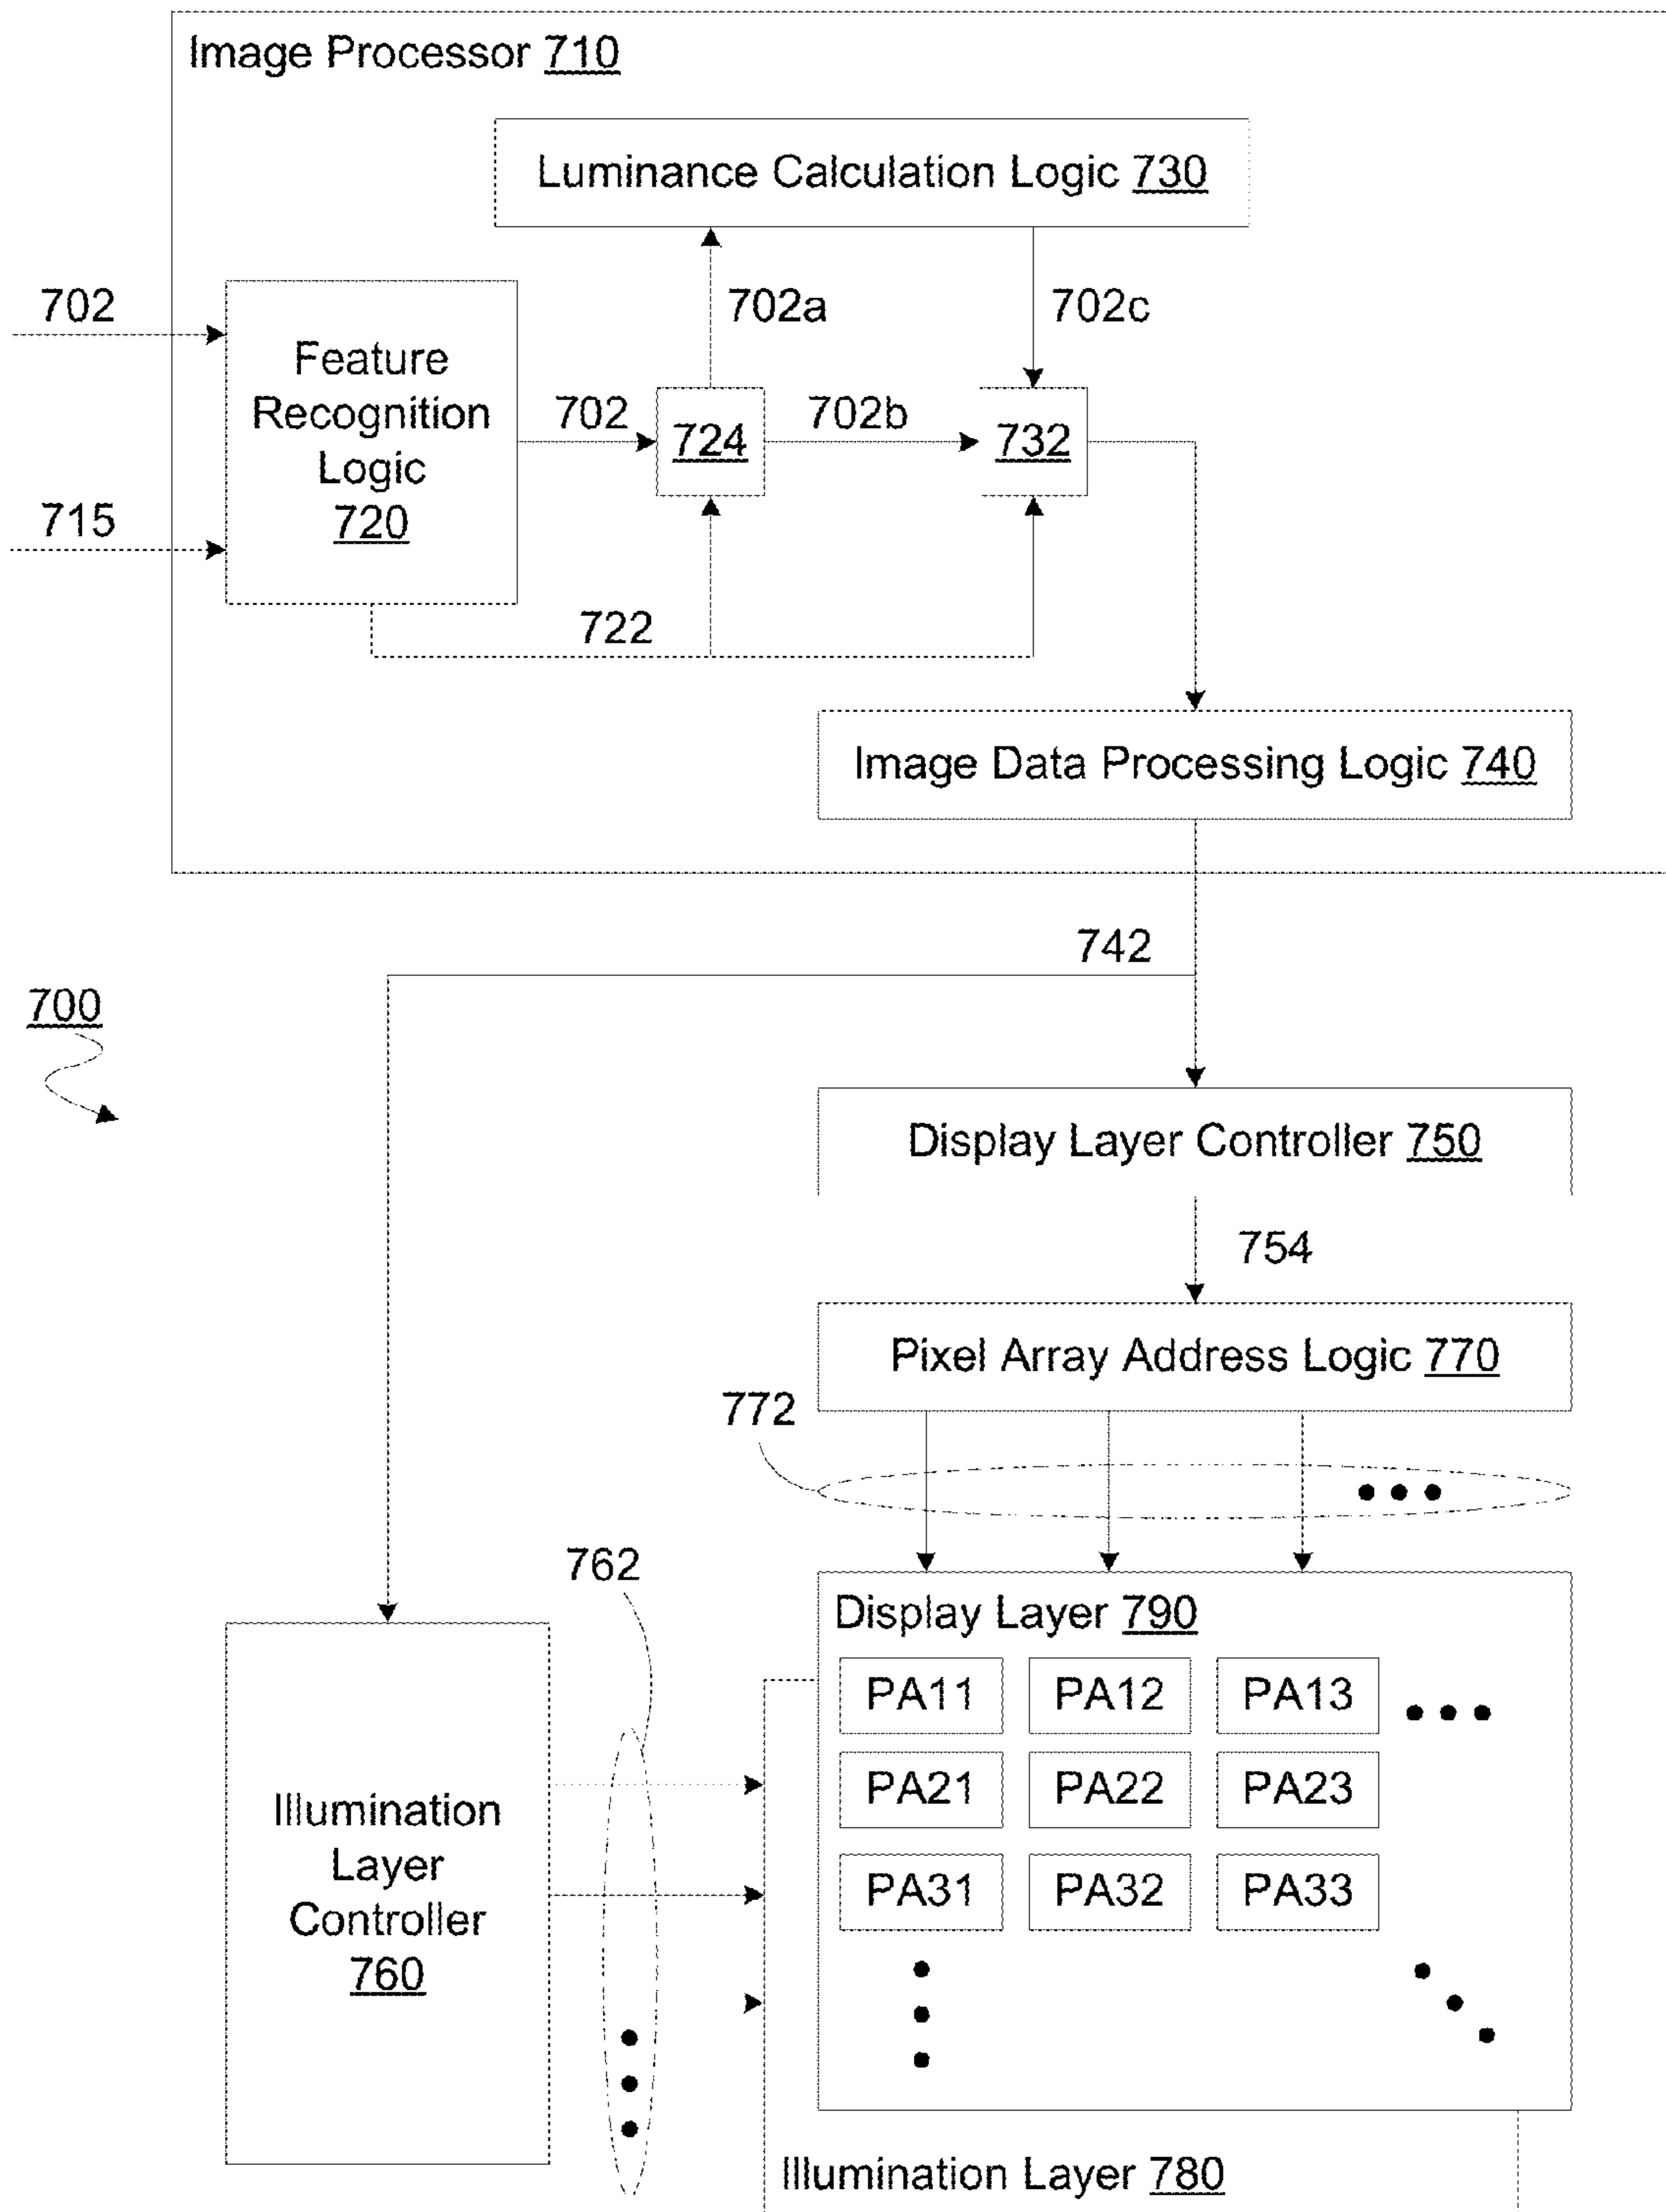 Image Processor 710
Luminance Calculation Logic 730
702
702a
702c
Feature
Recognition
Logic
720
702
724
702b
732
715
722
Image Data Processing Logic 740
742
700
Display Layer Controller 750
754
Pixel Array Address Logic 770
772
762
Display Layer 790
PA11 PA12 PA13
PA21 PA22 PA23
PA31 PA32 PA33
Illumination
Layer
Controller
760
Illumination Layer 780